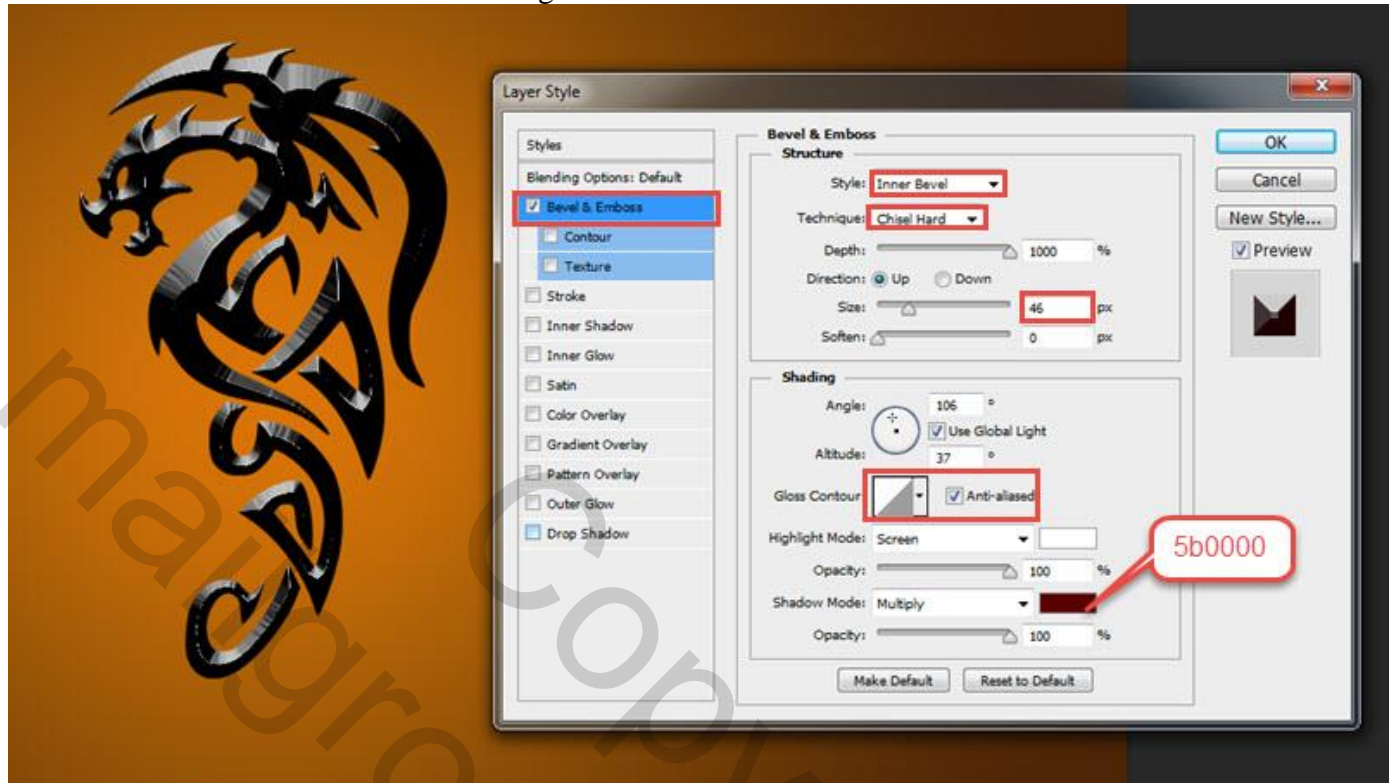 Layer Style
Styles
Blending Options: Default
Bevel & Emboss
Contour
Texture
Stroke
Inner Shadow
Inner Glow
Satin
Color Overlay
Gradient Overlay
Pattern Overlay
Outer Glow
Drop Shadow
Bevel & Emboss
Structure
Style: Inner Bevel
Technique: Chisel Hard
Depth: 1000 %
Direction: Up Down
Size: 46 px
Soften: 0 px
Shading
Angle: 106 °
Use Global Light
Altitude: 37 °
Gloss Contour: Anti-aliased
Highlight Mode: Screen
Opacity: 100 %
Shadow Mode: Multiply
Opacity: 100 %
Make Default Reset to Default
OK
Cancel
New Style...
Preview
5b0000